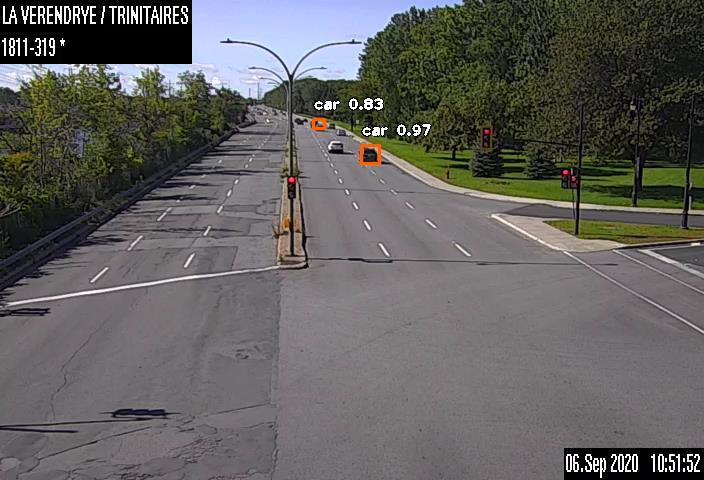 LA VERENDRYE / TRINITAIRES
1811-319 *
car 0.83
car 0.97
06.Sep 2020 10:51:52